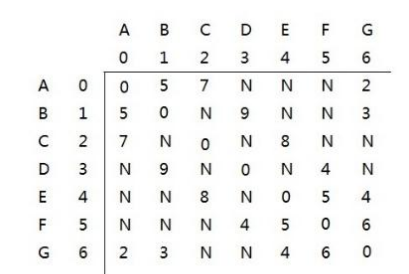 A B C D E F G
0 1 2 3 4 5 6
A 0 0 5 7 N N N 2
B 1 5 0 N 9 N N 3
C 2 7 N 0 N 8 N N
D 3 N 9 N 0 N 4 N
E 4 N N 8 N 0 5 4
F 5 N N N 4 5 0 6
G 6 2 3 N N 4 6 0